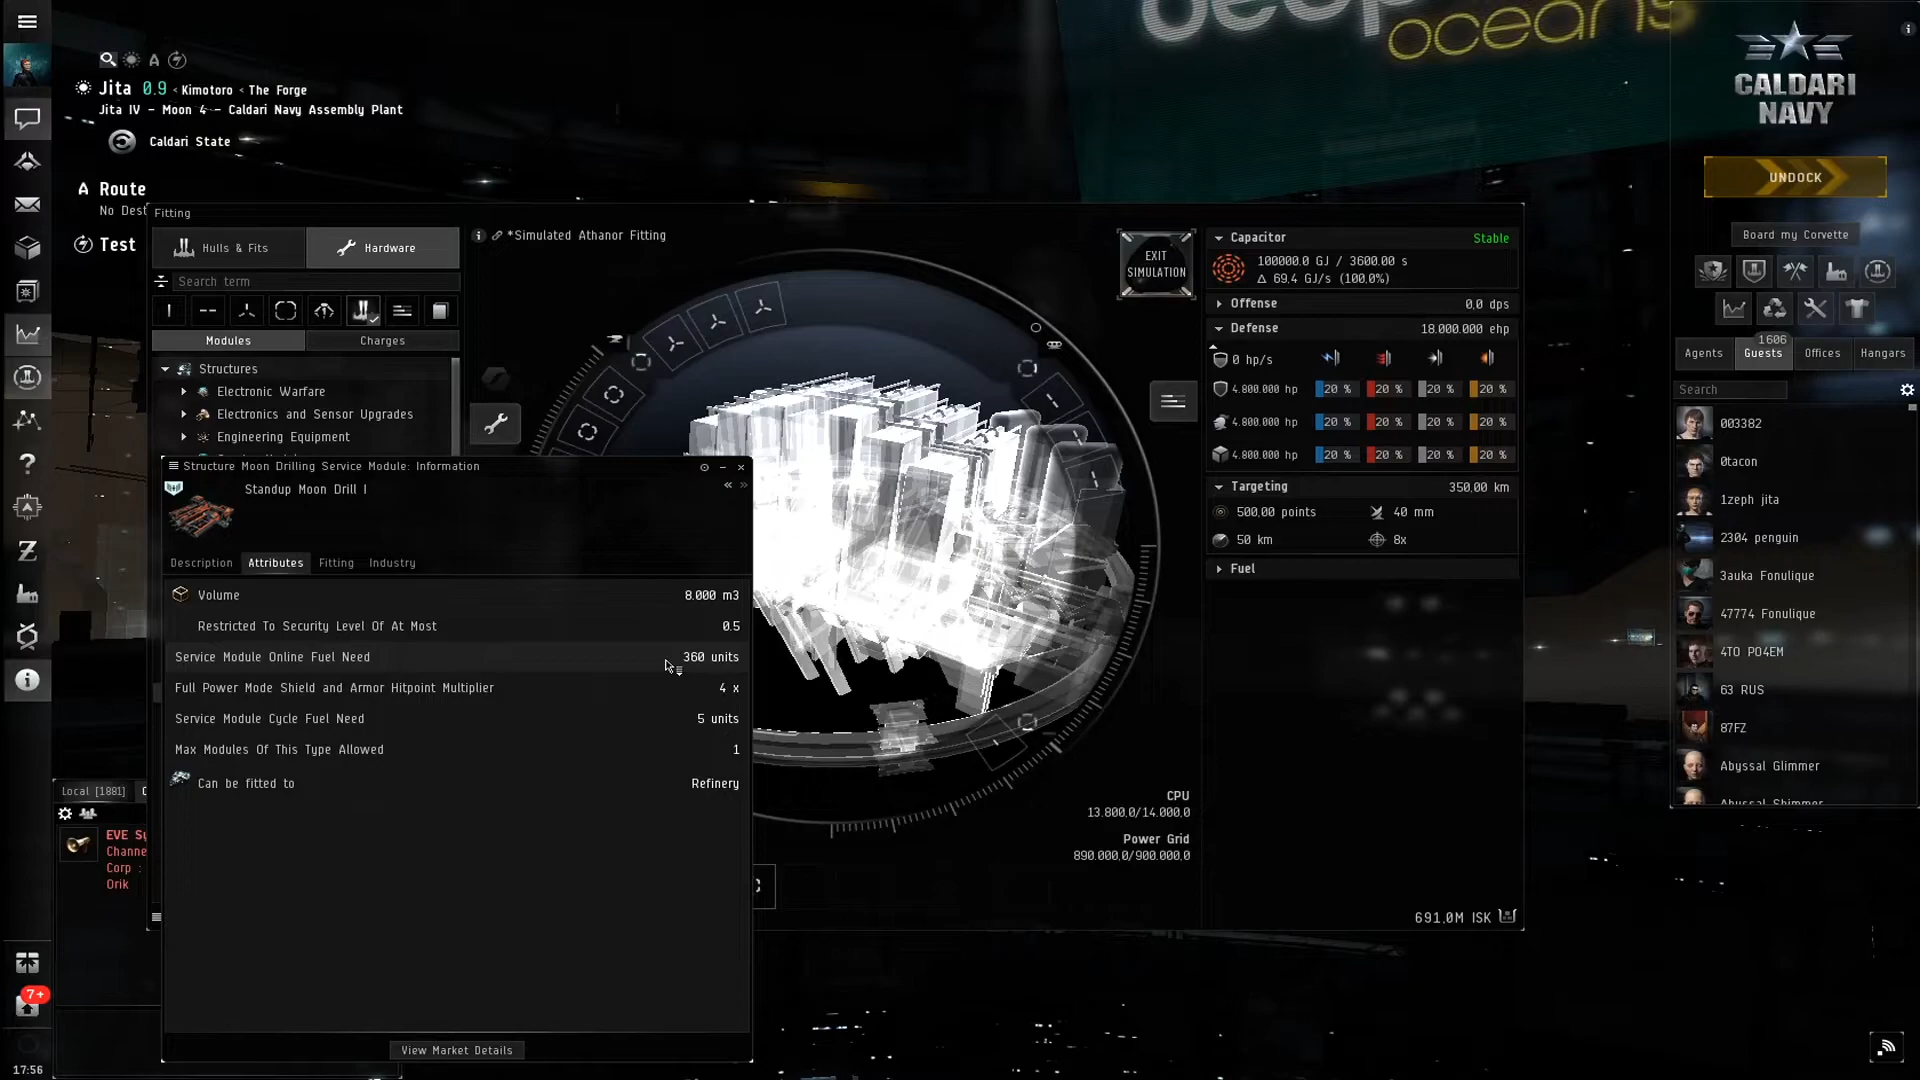 deep
oceans
Jita 0.9 < Kimotoro < The Forge
Jita IV - Moon 4 - Caldari Navy Assembly Plant
Caldari State
A Route
No Dest
Test
CALDARI
NAVY
UNDOCK
Board my Corvette
1606
Agents Guests Offices Hangars
Search
003382
0tacon
1zeph jita
2304 penguin
3auka Fonulique
47774 Fonulique
4TO PO4EM
63 RUS
87FZ
Abyssal Glimmer
Abyssal Shimmer
Fitting
Hulls & Fits
Hardware
Search term
Modules
Charges
Structures
Electronic Warfare
Electronics and Sensor Upgrades
Engineering Equipment
*Simulated Athanor Fitting
EXIT
SIMULATION
Capacitor Stable
100000.0 GJ / 3600.00 s
Δ 69.4 GJ/s (100.0%)
Offense 0,0 dps
Defense 18.000.000 ehp
0 hp/s
4.800.000 hp 20 % 20 % 20 % 20 %
4.800.000 hp 20 % 20 % 20 % 20 %
4.800.000 hp 20 % 20 % 20 % 20 %
Targeting 350,00 km
500,00 points 40 mm
50 km 8x
Fuel
CPU
13.800,0/14.000,0
Power Grid
890.000,0/900.000,0
691,0M ISK
Structure Moon Drilling Service Module: Information
Standup Moon Drill I
Description Attributes Fitting Industry
Volume 8.000 m3
Restricted To Security Level Of At Most 0.5
Service Module Online Fuel Need 360 units
Full Power Mode Shield and Armor Hitpoint Multiplier 4 x
Service Module Cycle Fuel Need 5 units
Max Modules Of This Type Allowed 1
Can be fitted to Refinery
View Market Details
Local [1881]
EVE Sy
Channe
Corp :
Orik
7+
17:56